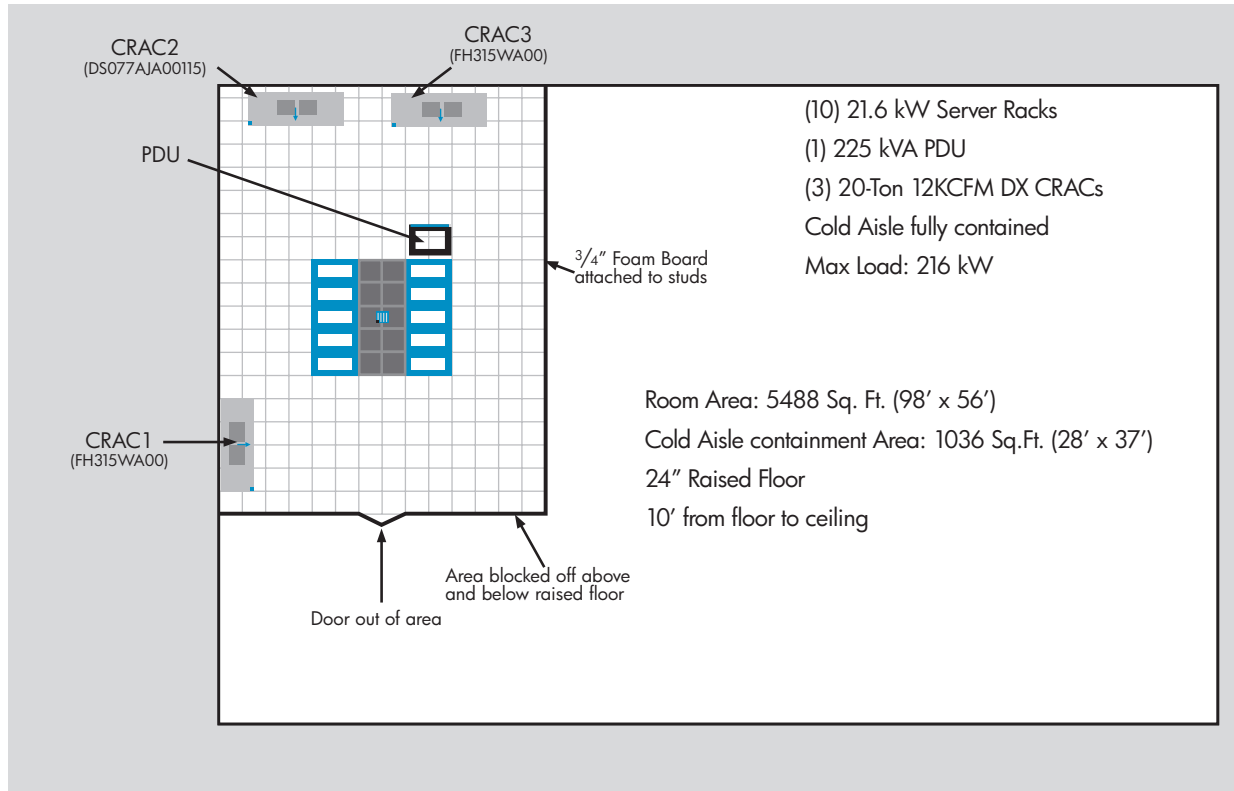 CRAC2
(DS077AJA00115)
CRAC3
(FH315WA00)
PDU
(10) 21.6 kW Server Racks
(1) 225 kVA PDU
(3) 20-Ton 12KCFM DX CRACs
Cold Aisle fully contained
Max Load: 216 kW
3/4” Foam Board
attached to studs
Room Area: 5488 Sq. Ft. (98’ x 56’)
Cold Aisle containment Area: 1036 Sq.Ft. (28’ x 37’)
24” Raised Floor
10’ from floor to ceiling
CRAC1
(FH315WA00)
Area blocked off above
and below raised floor
Door out of area